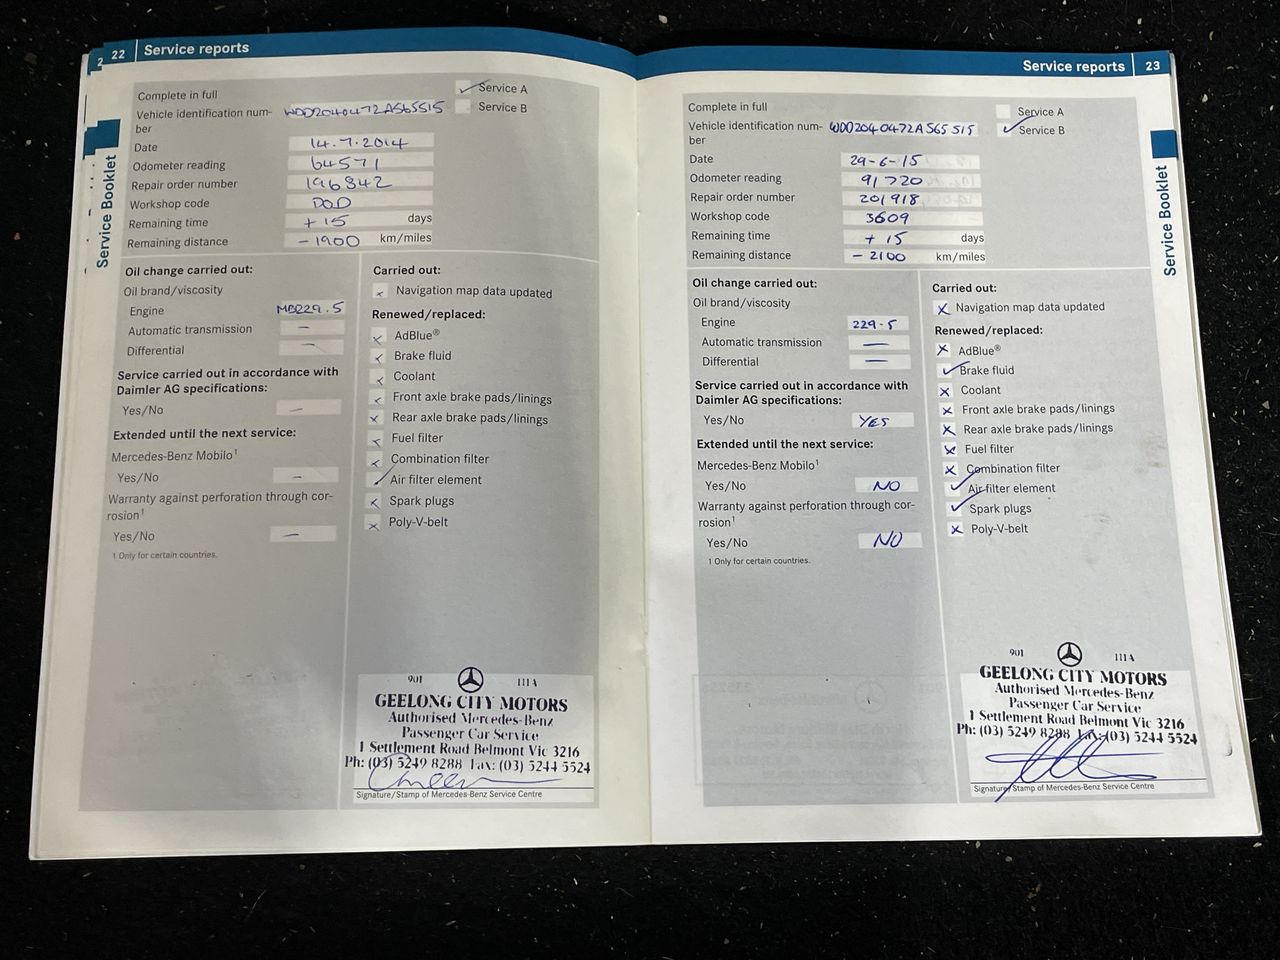 2
22 Service reports
Service Booklet
Complete in full
✓ Service A
Service B
Vehicle identification num-
ber WDD2040472A565515
Date 14.7.2014
Odometer reading 64571
Repair order number 196842
Workshop code DOD
Remaining time +15 days
Remaining distance -1900 km/miles
Oil change carried out:
Oil brand/viscosity
Engine MB229.5
Automatic transmission —
Differential —
Service carried out in accordance with
Daimler AG specifications:
Yes/No —
Extended until the next service:
Mercedes-Benz Mobilo¹
Yes/No —
Warranty against perforation through cor-
rosion¹
Yes/No —
¹ Only for certain countries.
Carried out:
x Navigation map data updated
Renewed/replaced:
x AdBlue®
x Brake fluid
x Coolant
x Front axle brake pads/linings
x Rear axle brake pads/linings
x Fuel filter
x Combination filter
✓ Air filter element
x Spark plugs
x Poly-V-belt
901 111A
GEELONG CITY MOTORS
Authorised Mercedes-Benz
Passenger Car Service
1 Settlement Road Belmont Vic 3216
Ph: (03) 5249 8288 Fax: (03) 5244 5524
Signature/Stamp of Mercedes-Benz Service Centre
Service reports 23
Service Booklet
Complete in full
Service A
✓ Service B
Vehicle identification num-
ber WDD2040472A565515
Date 29-6-15
Odometer reading 91720
Repair order number 201918
Workshop code 3609
Remaining time +15 days
Remaining distance -2100 km/miles
Oil change carried out:
Oil brand/viscosity
Engine 229-5
Automatic transmission —
Differential —
Service carried out in accordance with
Daimler AG specifications:
Yes/No YES
Extended until the next service:
Mercedes-Benz Mobilo¹
Yes/No NO
Warranty against perforation through cor-
rosion¹
Yes/No NO
¹ Only for certain countries.
Carried out:
x Navigation map data updated
Renewed/replaced:
x AdBlue®
✓ Brake fluid
x Coolant
x Front axle brake pads/linings
x Rear axle brake pads/linings
x Fuel filter
x Combination filter
✓ Air filter element
✓ Spark plugs
x Poly-V-belt
901 111A
GEELONG CITY MOTORS
Authorised Mercedes-Benz
Passenger Car Service
1 Settlement Road Belmont Vic 3216
Ph: (03) 5249 8288 Fax: (03) 5244 5524
Signature/Stamp of Mercedes-Benz Service Centre